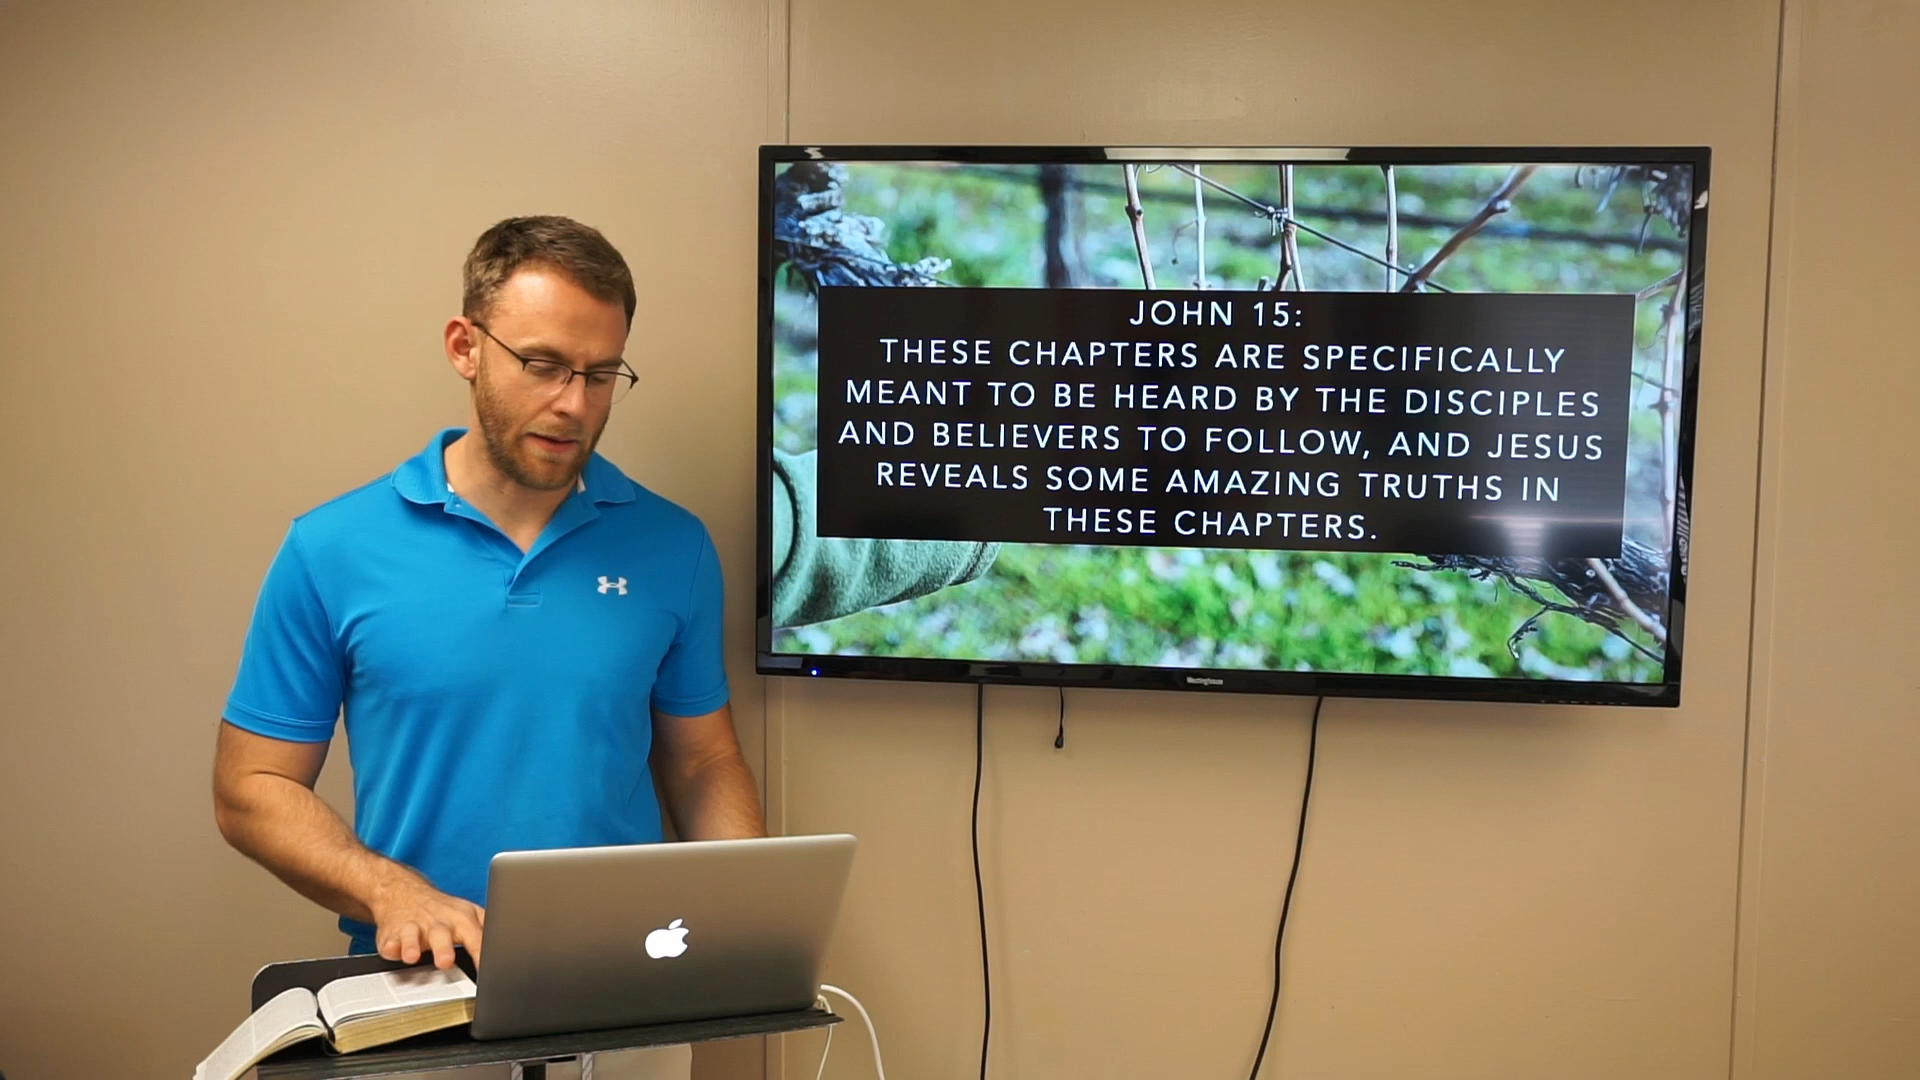 JOHN 15:
THESE CHAPTERS ARE SPECIFICALLY
MEANT TO BE HEARD BY THE DISCIPLES
AND BELIEVERS TO FOLLOW, AND JESUS
REVEALS SOME AMAZING TRUTHS IN
THESE CHAPTERS.
Westinghouse